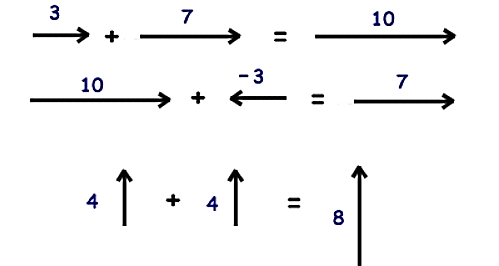 3 + 7 = 10
10 + -3 = 7
4 + 4 = 8